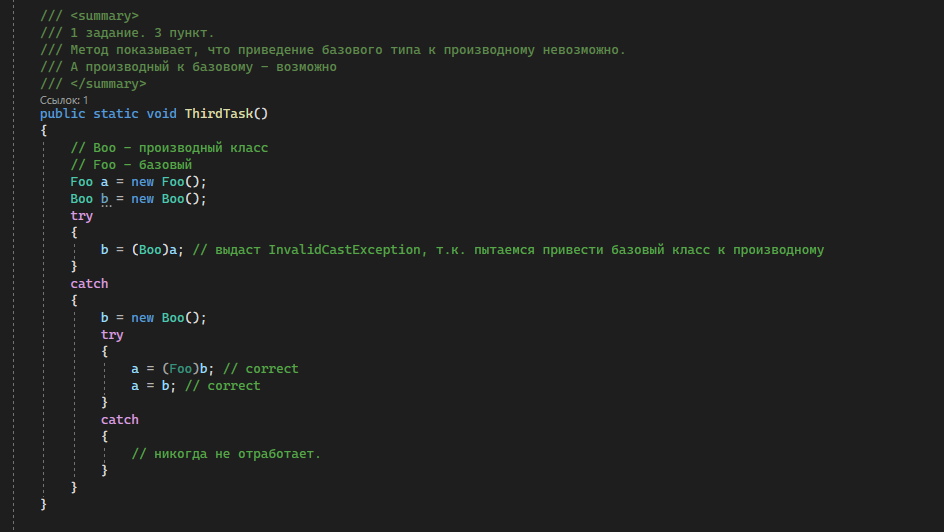 /// <summary>
/// 1 задание. 3 пункт.
/// Метод показывает, что приведение базового типа к производному невозможно.
/// А производный к базовому – возможно
/// </summary>
Ссылок: 1
public static void ThirdTask()
{
// Boo – производный класс
// Foo – базовый
Foo a = new Foo();
Boo b = new Boo();
try
{
b = (Boo)a; // выдаст InvalidCastException, т.к. пытаемся привести базовый класс к производному
}
catch
{
b = new Boo();
try
{
a = (Foo)b; // correct
a = b; // correct
}
catch
{
// никогда не отработает.
}
}
}